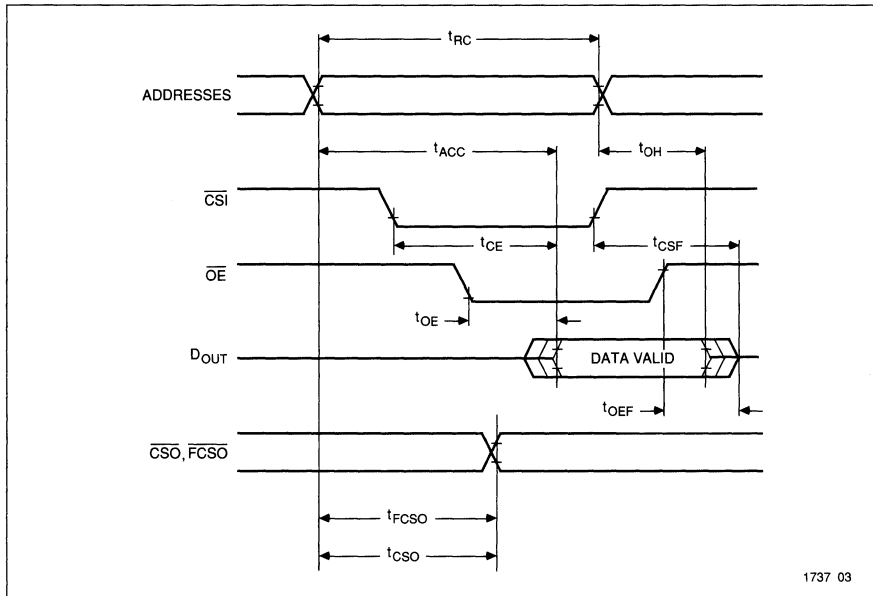 tRC
ADDRESSES
tACC
tOH
CSI
tCE
tCSF
OE
tOE
DOUT
DATA VALID
tOEF
CSO, FCSO
tFCSO
tCSO
1737 03